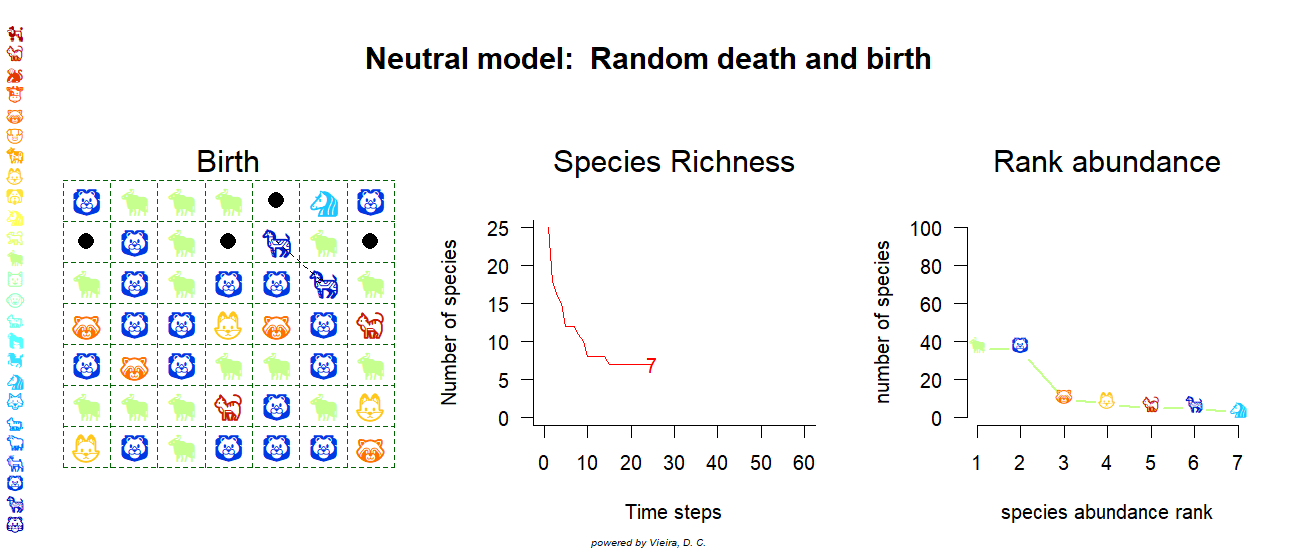 Neutral model:  Random death and birth
Birth
Species Richness
Rank abundance
Number of species
25
20
15
10
5
0
7
0 10 20 30 40 50 60
Time steps
number of species
100
80
60
40
20
0
1 2 3 4 5 6 7
species abundance rank
powered by Vieira, D. C.